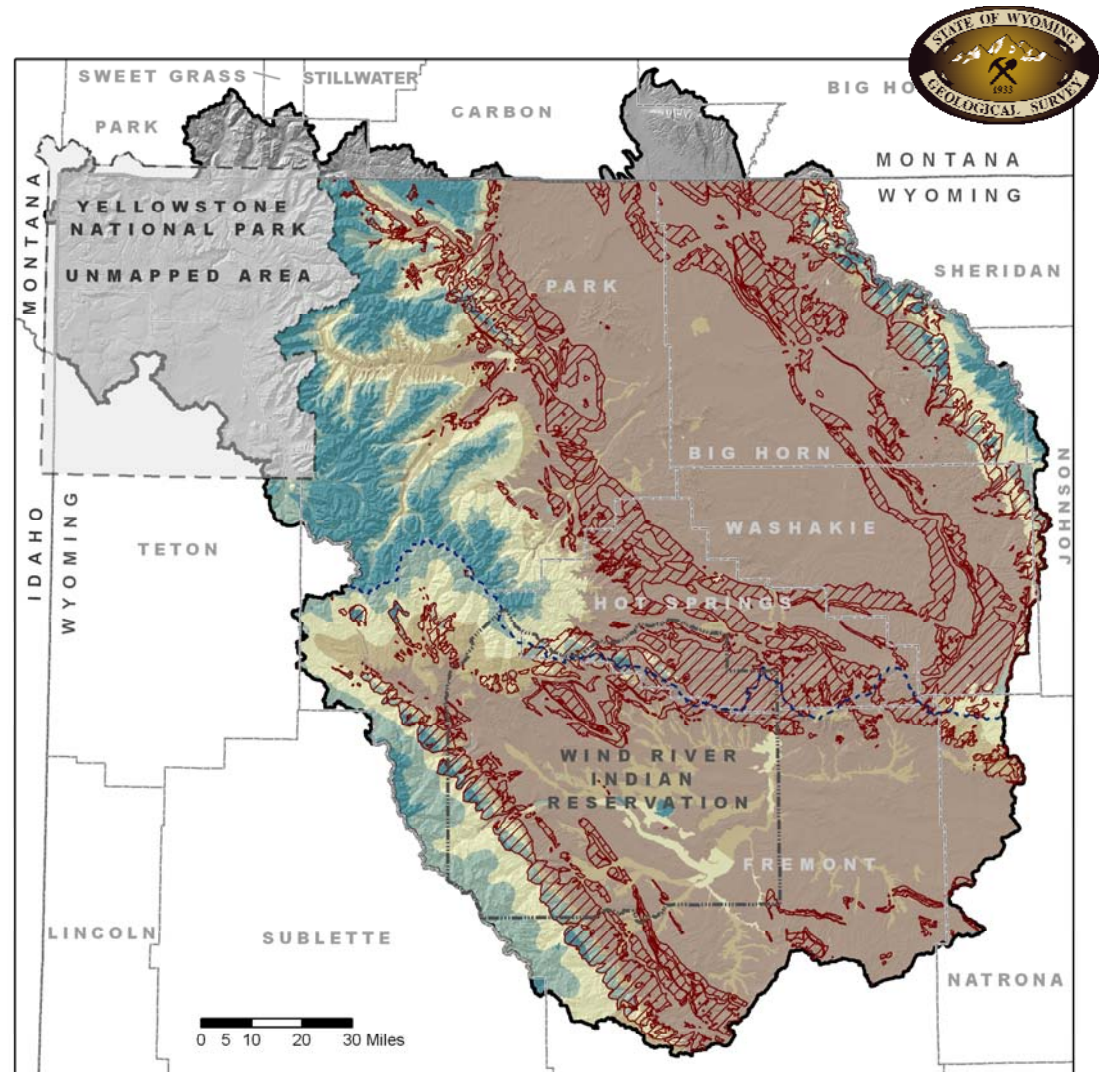 STATE OF WYOMING
1933
GEOLOGICAL SURVEY
SWEET GRASS
STILLWATER
CARBON
BIG HO
PARK
MONTANA
WYOMING
MONTANA
YELLOWSTONE
NATIONAL PARK
UNMAPPED AREA
SHERIDAN
PARK
BIG HORN
WASHAKIE
JOHNSON
IDAHO
WYOMING
TETON
HOT SPRINGS
WIND RIVER
INDIAN
RESERVATION
FREMONT
LINCOLN
SUBLETTE
NATRONA
0 5 10 20 30 Miles